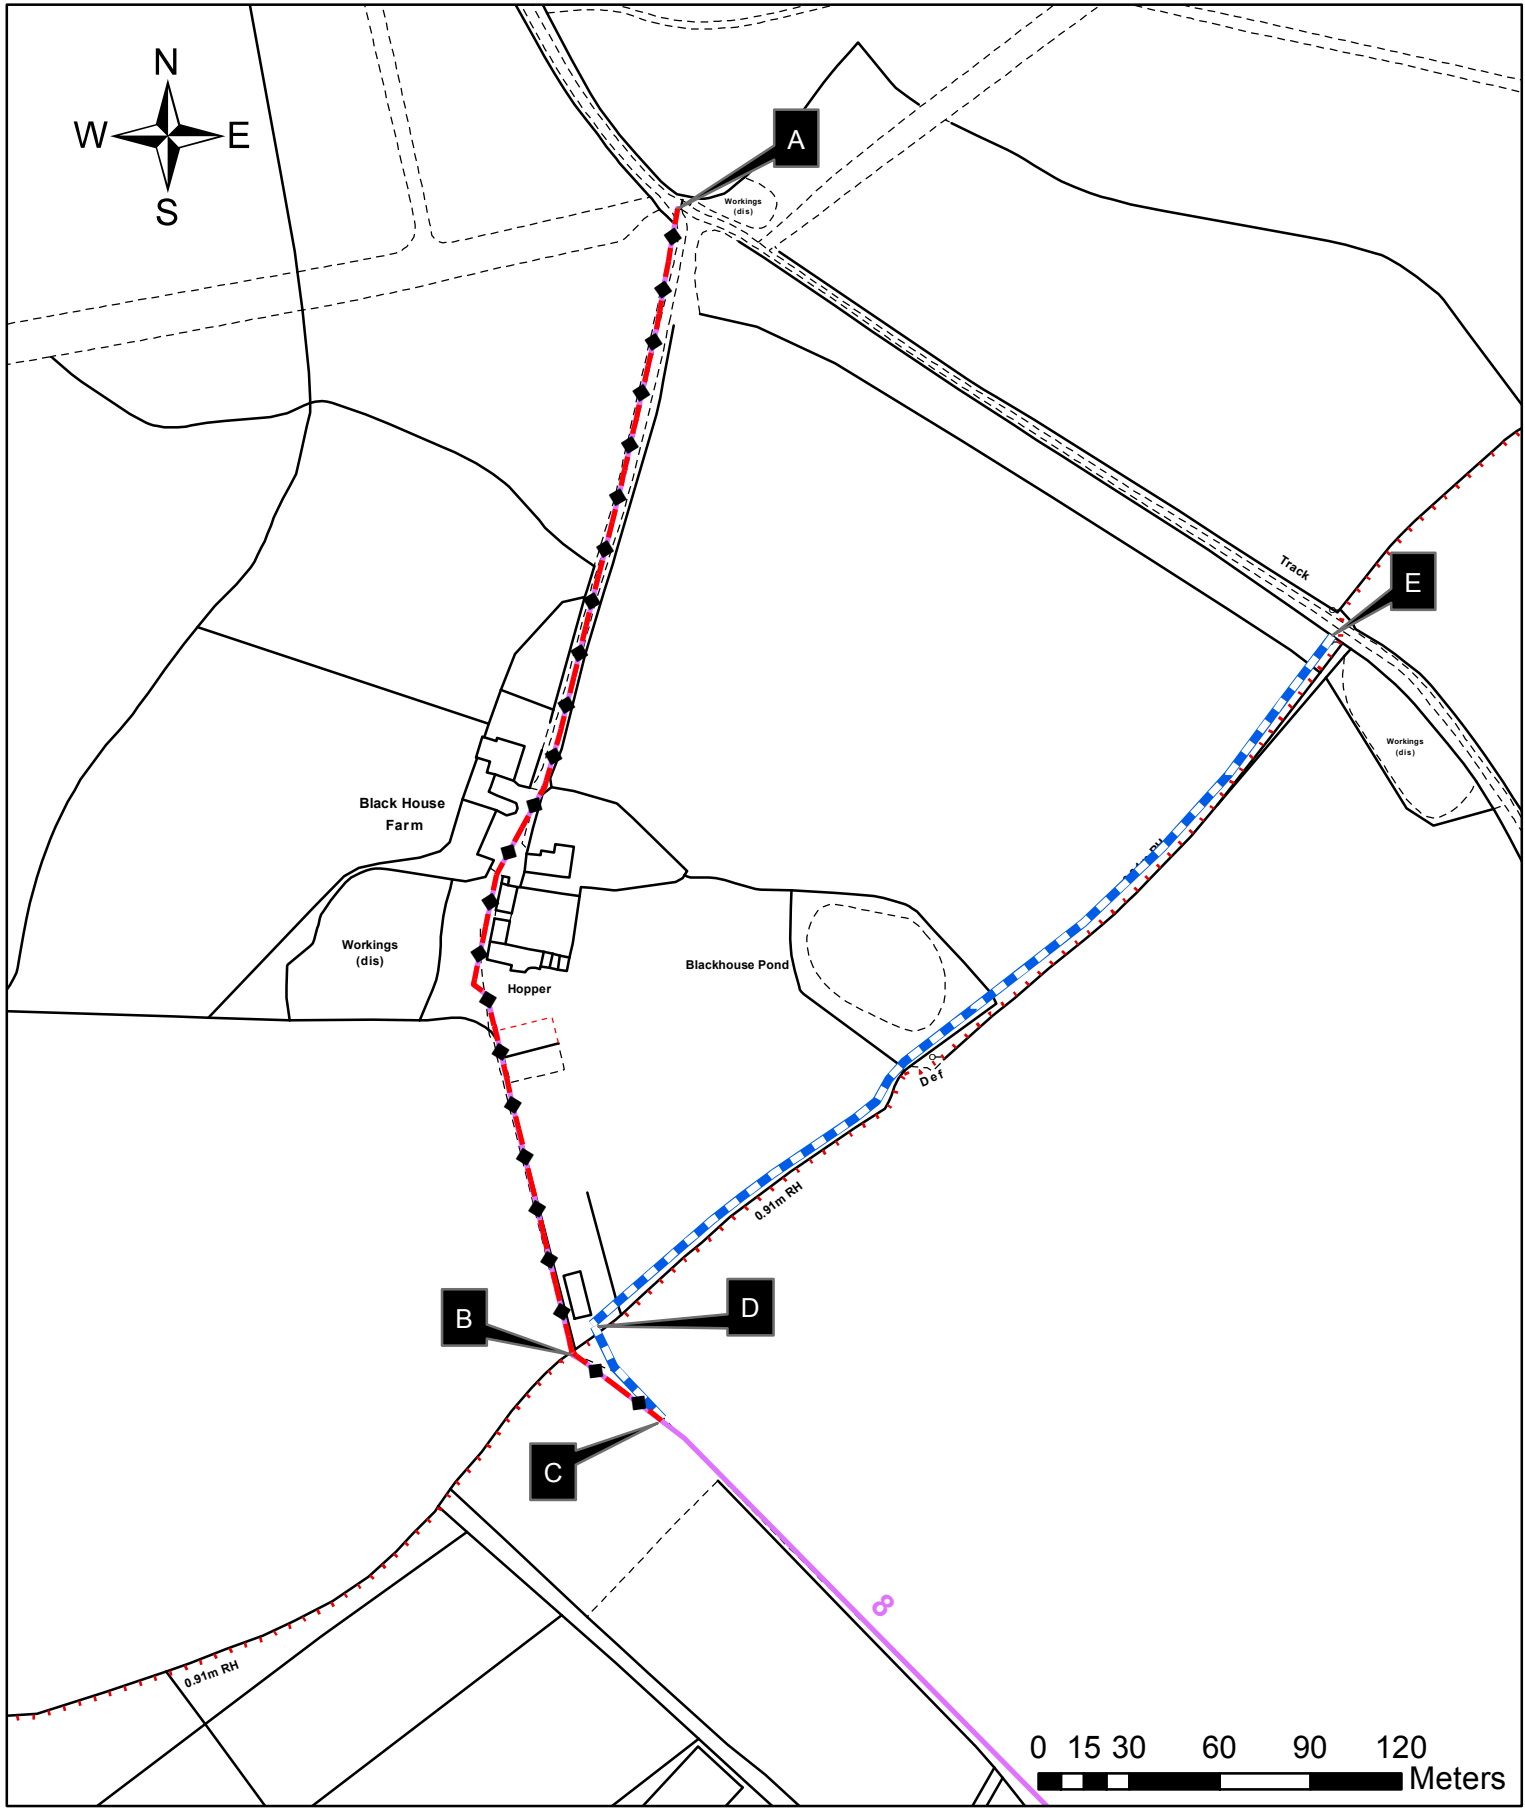 N
W E
S
A
Workings
(dis)
Track
E
Workings
(dis)
Black House
Farm
Workings
(dis)
Blackhouse Pond
Hopper
Def
0.91m RH
B
D
C
8
0.91m RH
0 15 30 60 90 120
Meters